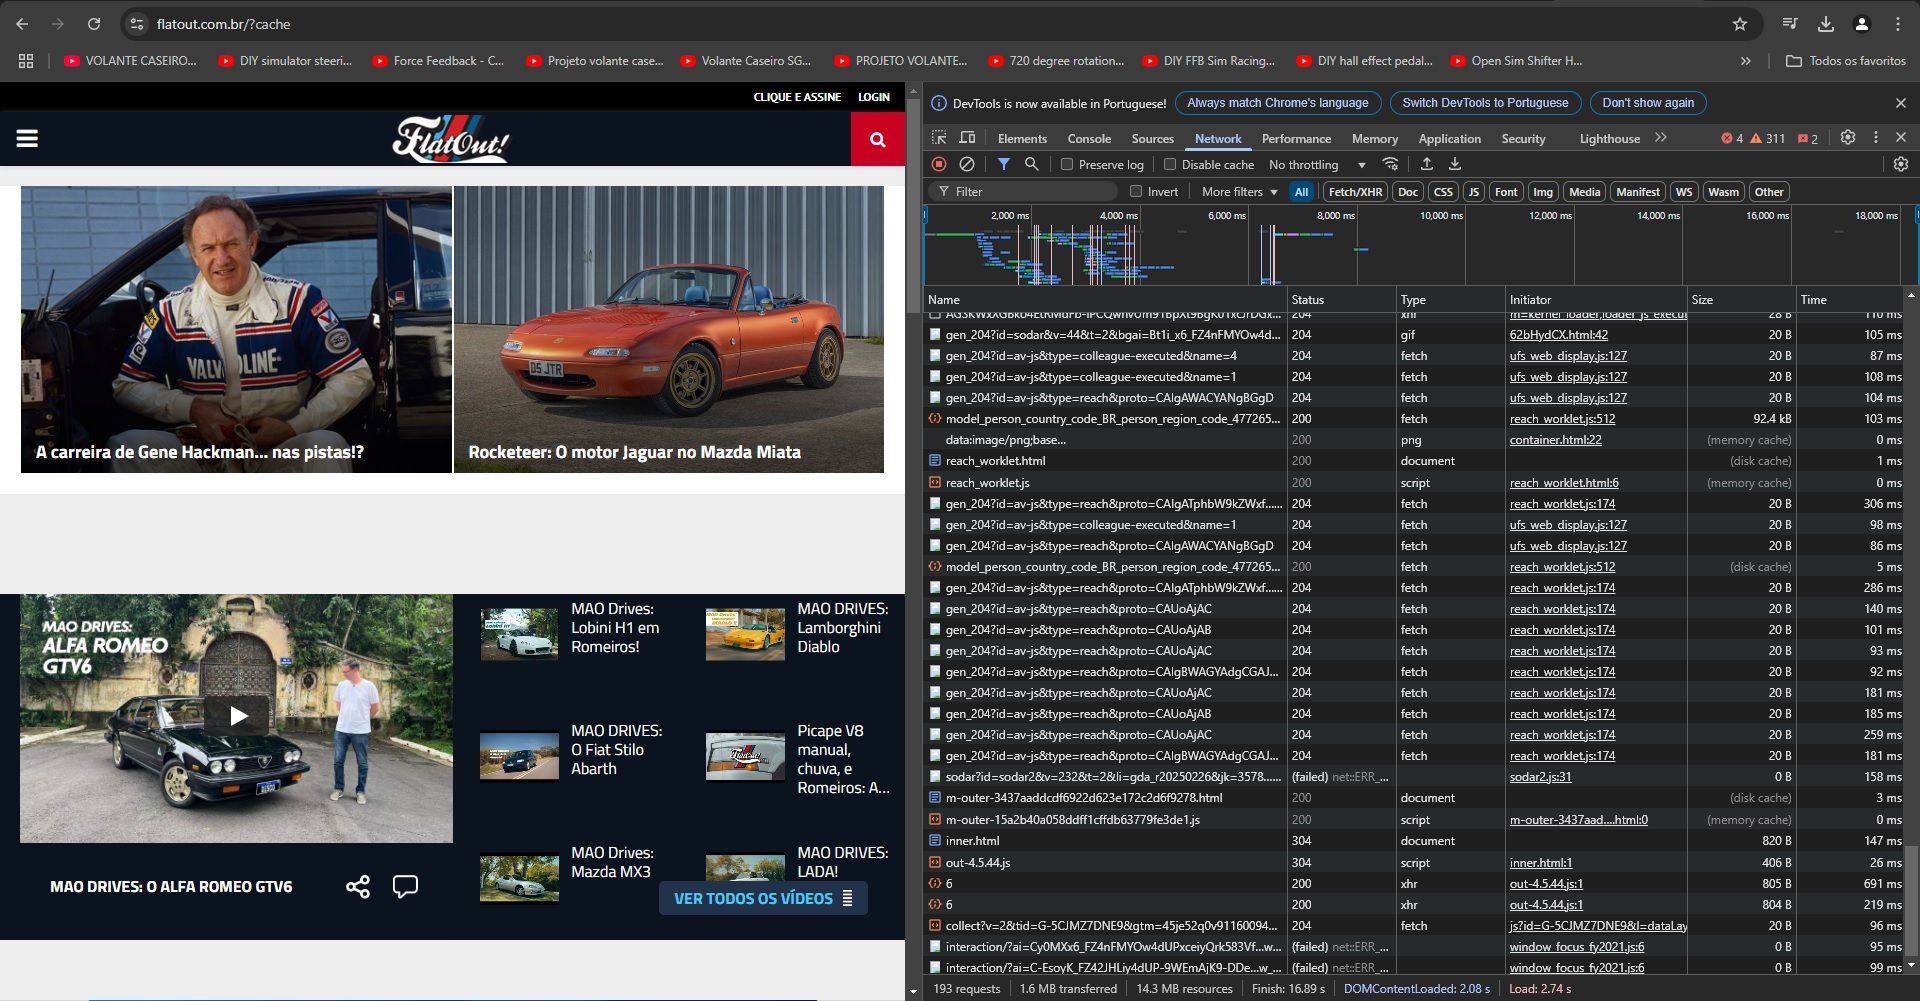 flatout.com.br/?cache
VOLANTE CASEIRO...
DIY simulator steeri...
Force Feedback - C...
Projeto volante case...
Volante Caseiro SG...
PROJETO VOLANTE...
720 degree rotation...
DIY FFB Sim Racing...
DIY hall effect pedal...
Open Sim Shifter H...
Todos os favoritos
CLIQUE E ASSINE LOGIN
FlatOut!
A carreira de Gene Hackman... nas pistas!?
VALVOLINE
Rocketeer: O motor Jaguar no Mazda Miata
D5 JTR
MAO DRIVES:
ALFA ROMEO
GTV6
MAO DRIVES: O ALFA ROMEO GTV6
MAO Drives:
Lobini H1 em
Romeiros!
MAO DRIVES:
Lamborghini
Diablo
MAO DRIVES:
O Fiat Stilo
Abarth
Picape V8
manual,
chuva, e
Romeiros: A...
MAO Drives:
Mazda MX3
MAO DRIVES:
LADA!
VER TODOS OS VÍDEOS
DevTools is now available in Portuguese! Always match Chrome's language Switch DevTools to Portuguese Don't show again
Elements Console Sources Network Performance Memory Application Security Lighthouse 4 311 2
Preserve log Disable cache No throttling
Filter Invert More filters All Fetch/XHR Doc CSS JS Font Img Media Manifest WS Wasm Other
2,000 ms 4,000 ms 6,000 ms 8,000 ms 10,000 ms 12,000 ms 14,000 ms 16,000 ms 18,000 ms
Name Status Type Initiator Size Time
204 xhr 28 B 110 ms
gen_204?id=sodar&v=44&t=2&bgai=Bt1i_x6_FZ4nFMYOw4d... 204 gif 62bHydCX.html:42 20 B 105 ms
gen_204?id=av-js&type=colleague-executed&name=4 204 fetch ufs_web_display.js:127 20 B 87 ms
gen_204?id=av-js&type=colleague-executed&name=1 204 fetch ufs_web_display.js:127 20 B 108 ms
gen_204?id=av-js&type=reach&proto=CAIgAWACYANgBGgD 204 fetch ufs_web_display.js:127 20 B 104 ms
model_person_country_code_BR_person_region_code_477265... 200 fetch reach_worklet.js:512 92.4 kB 103 ms
data:image/png;base... 200 png container.html:22 (memory cache) 0 ms
reach_worklet.html 200 document (disk cache) 1 ms
reach_worklet.js 200 script reach_worklet.html:6 (memory cache) 0 ms
gen_204?id=av-js&type=reach&proto=CAIgATphbW9kZWxf...... 204 fetch reach_worklet.js:174 20 B 306 ms
gen_204?id=av-js&type=colleague-executed&name=1 204 fetch ufs_web_display.js:127 20 B 98 ms
gen_204?id=av-js&type=reach&proto=CAIgAWACYANgBGgD 204 fetch ufs_web_display.js:127 20 B 86 ms
model_person_country_code_BR_person_region_code_477265... 200 fetch reach_worklet.js:512 (disk cache) 5 ms
gen_204?id=av-js&type=reach&proto=CAIgATphbW9kZWxf...... 204 fetch reach_worklet.js:174 20 B 286 ms
gen_204?id=av-js&type=reach&proto=CAUoAjAC 204 fetch reach_worklet.js:174 20 B 140 ms
gen_204?id=av-js&type=reach&proto=CAUoAjAB 204 fetch reach_worklet.js:174 20 B 101 ms
gen_204?id=av-js&type=reach&proto=CAUoAjAC 204 fetch reach_worklet.js:174 20 B 93 ms
gen_204?id=av-js&type=reach&proto=CAIgBWAGYAdgCGAJ... 204 fetch reach_worklet.js:174 20 B 92 ms
gen_204?id=av-js&type=reach&proto=CAUoAjAC 204 fetch reach_worklet.js:174 20 B 181 ms
gen_204?id=av-js&type=reach&proto=CAUoAjAB 204 fetch reach_worklet.js:174 20 B 185 ms
gen_204?id=av-js&type=reach&proto=CAUoAjAC 204 fetch reach_worklet.js:174 20 B 259 ms
gen_204?id=av-js&type=reach&proto=CAIgBWAGYAdgCGAJ... 204 fetch reach_worklet.js:174 20 B 181 ms
sodar?id=sodar2&v=232&t=2&li=gda_r20250226&jk=3578...... (failed) net::ERR_... sodar2.js:31 0 B 158 ms
m-outer-3437aaddcdf6922d623e172c2d6f9278.html 200 document (disk cache) 3 ms
m-outer-15a2b40a058ddff1cffdb63779fe3de1.js 200 script m-outer-3437aad....html:0 (memory cache) 0 ms
inner.html 304 document 820 B 147 ms
out-4.5.44.js 304 script inner.html:1 406 B 26 ms
6 200 xhr out-4.5.44.js:1 805 B 691 ms
6 200 xhr out-4.5.44.js:1 804 B 219 ms
collect?v=2&tid=G-5CJMZ7DNE9&gtm=45je52q0v91160094... 204 fetch js?id=G-5CJMZ7DNE9&l=dataLay 20 B 96 ms
interaction/?ai=Cy0MXx6_FZ4nFMYOw4dUPxceiyQrk583Vf...w... (failed) net::ERR_... window_focus_fy2021.js:6 0 B 95 ms
interaction/?ai=C-EsoyK_FZ42JHLiy4dUP-9WEmAjK9-DDe...w_... (failed) net::ERR_... window_focus_fy2021.js:6 0 B 99 ms
193 requests 1.6 MB transferred 14.3 MB resources Finish: 16.89 s DOMContentLoaded: 2.08 s Load: 2.74 s